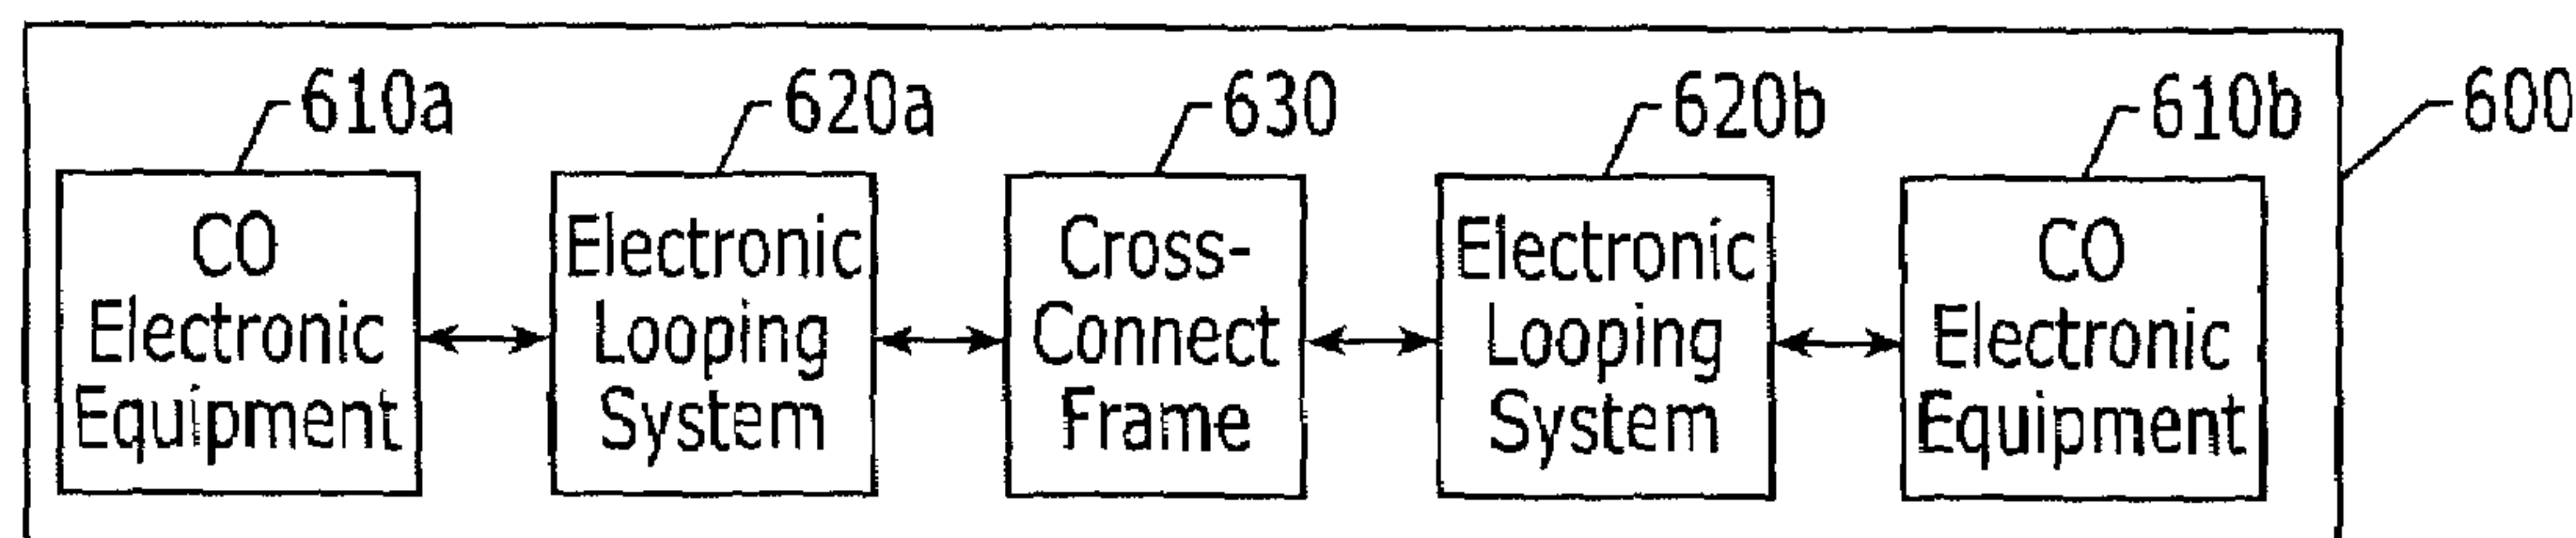 610a 620a 630 620b 610b 600
CO Electronic Equipment
Electronic Looping System
Cross-Connect Frame
Electronic Looping System
CO Electronic Equipment